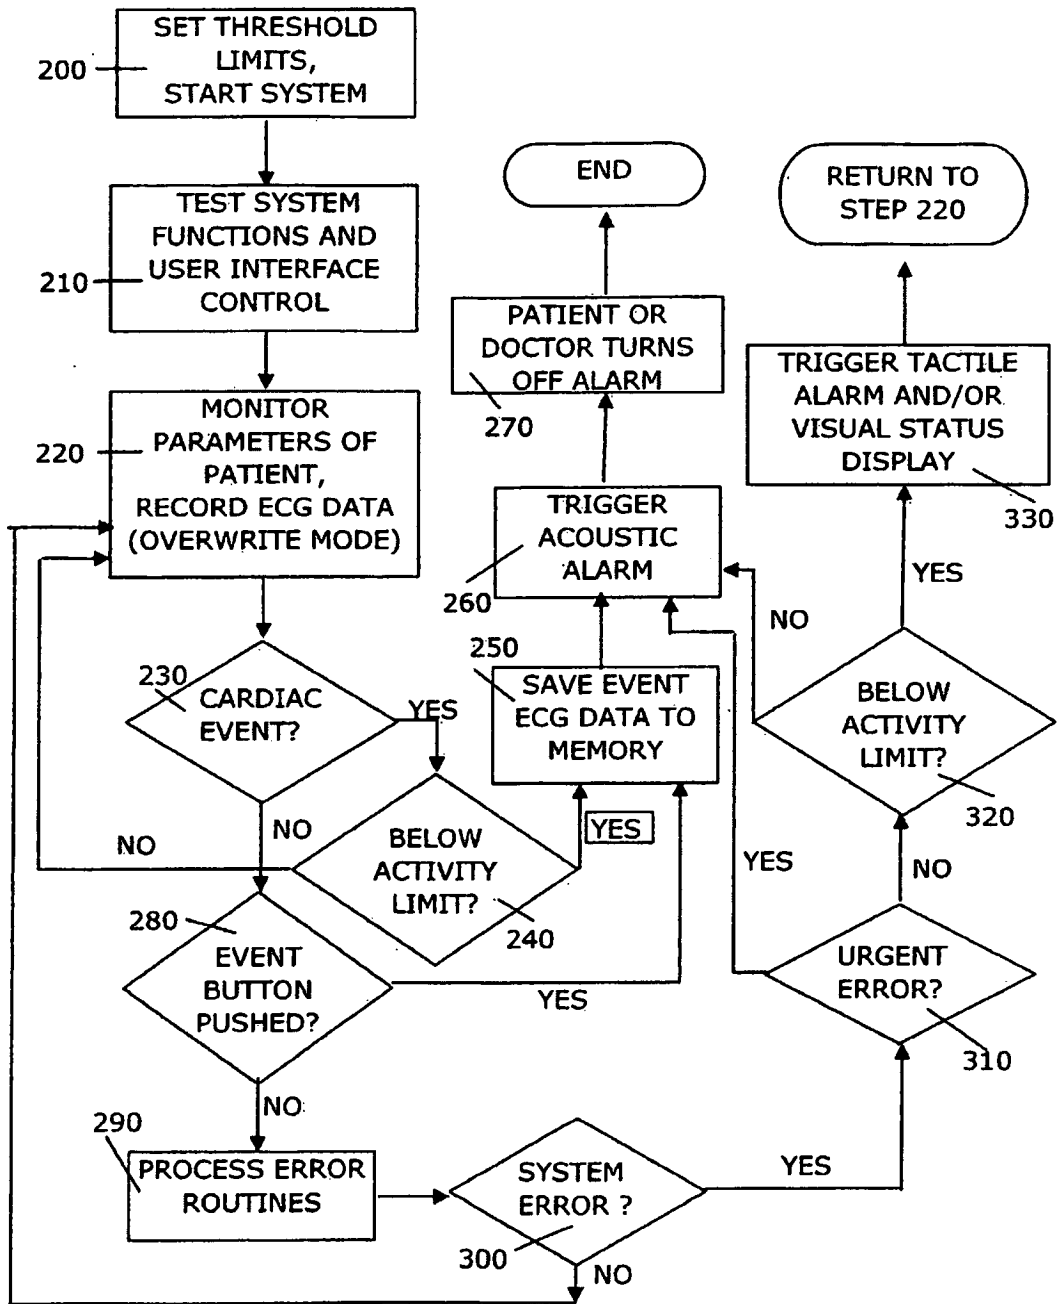 SET THRESHOLD
LIMITS,
START SYSTEM
200
TEST SYSTEM
FUNCTIONS AND
USER INTERFACE
CONTROL
210
MONITOR
PARAMETERS OF
PATIENT,
RECORD ECG DATA
(OVERWRITE MODE)
220
230
CARDIAC
EVENT?
YES
NO
BELOW
ACTIVITY
LIMIT?
240
NO
YES
SAVE EVENT
ECG DATA TO
MEMORY
250
TRIGGER
ACOUSTIC
ALARM
260
PATIENT OR
DOCTOR TURNS
OFF ALARM
270
END
280
EVENT
BUTTON
PUSHED?
YES
NO
290
PROCESS ERROR
ROUTINES
SYSTEM
ERROR ?
300
YES
NO
URGENT
ERROR?
310
YES
NO
BELOW
ACTIVITY
LIMIT?
320
NO
YES
TRIGGER TACTILE
ALARM AND/OR
VISUAL STATUS
DISPLAY
330
RETURN TO
STEP 220